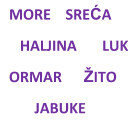 MORE SREĆA
HALJINA LUK
ORMAR ŽITO
JABUKE